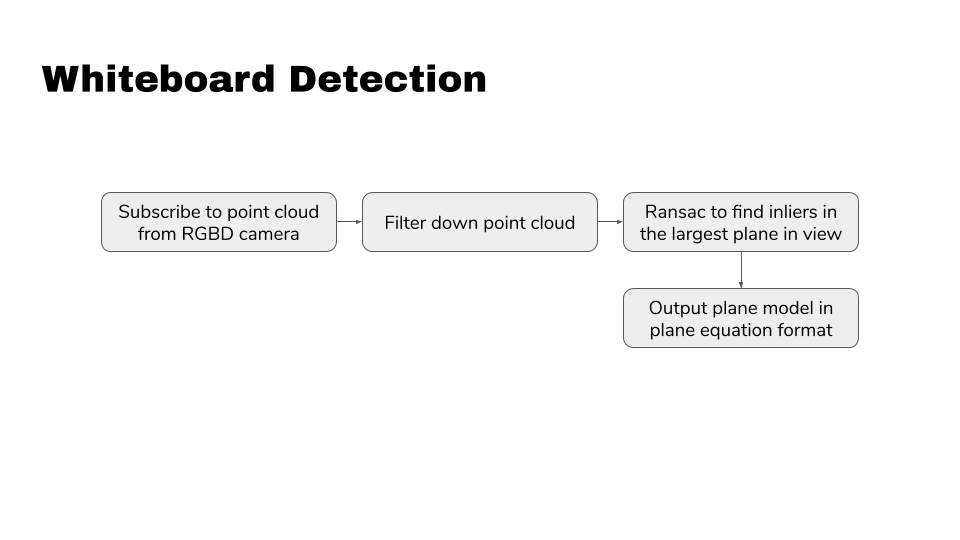 Whiteboard Detection
Subscribe to point cloud
from RGBD camera
Filter down point cloud
Ransac to find inliers in
the largest plane in view
Output plane model in
plane equation format